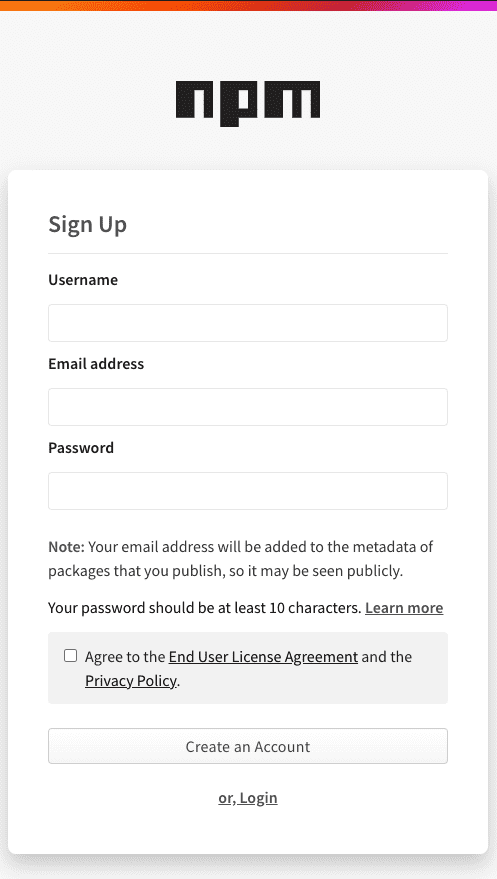 npm
Sign Up
Username
Email address
Password
Note: Your email address will be added to the metadata of
packages that you publish, so it may be seen publicly.
Your password should be at least 10 characters. Learn more
Agree to the End User License Agreement and the
Privacy Policy.
Create an Account
or, Login